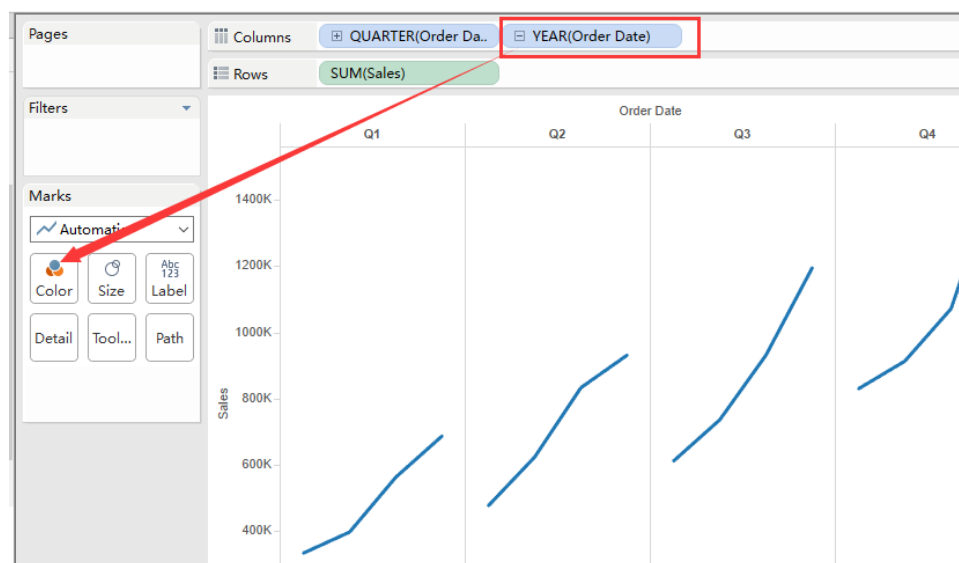 Pages
Columns
QUARTER(Order Da..
YEAR(Order Date)
Rows
SUM(Sales)
Filters
Marks
Automatic
Color
Size
Abc
123
Label
Detail
Tool...
Path
Order Date
Q1
Q2
Q3
Q4
Sales
1400K
1200K
1000K
800K
600K
400K